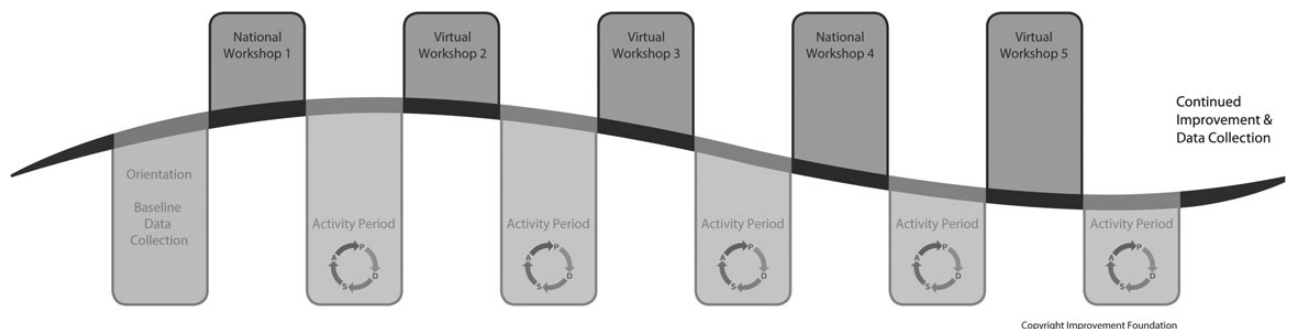 National
Workshop 1
Virtual
Workshop 2
Virtual
Workshop 3
National
Workshop 4
Virtual
Workshop 5
Continued
Improvement &
Data Collection
Orientation
Baseline
Data
Collection
Activity Period
A P D S
Activity Period
A P D S
Activity Period
A P D S
Activity Period
A P D S
Activity Period
A P D S
Copyright Improvement Foundation